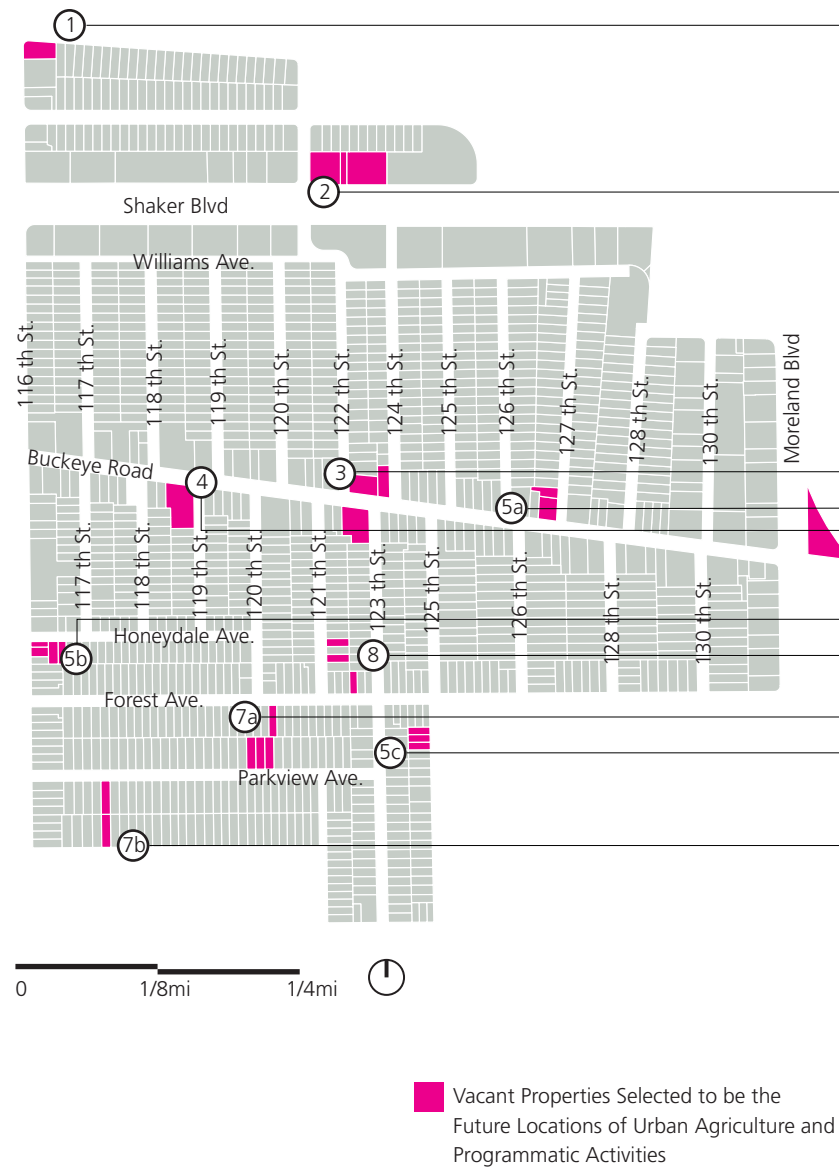 1
2
Shaker Blvd
Williams Ave.
116 th St.
117 th St.
118 th St.
119 th St.
120 th St.
122 th St.
124 th St.
125 th St.
126 th St.
127 th St.
128 th St.
130 th St.
Moreland Blvd
Buckeye Road
4
3
5a
117 th St.
118 th St.
119 th St.
120 th St.
121 th St.
123 th St.
125 th St.
126 th St.
128 th St.
130 th St.
Honeydale Ave.
5b
8
Forest Ave.
7a
5c
Parkview Ave.
7b
0 1/8mi 1/4mi
Vacant Properties Selected to be the
Future Locations of Urban Agriculture and
Programmatic Activities